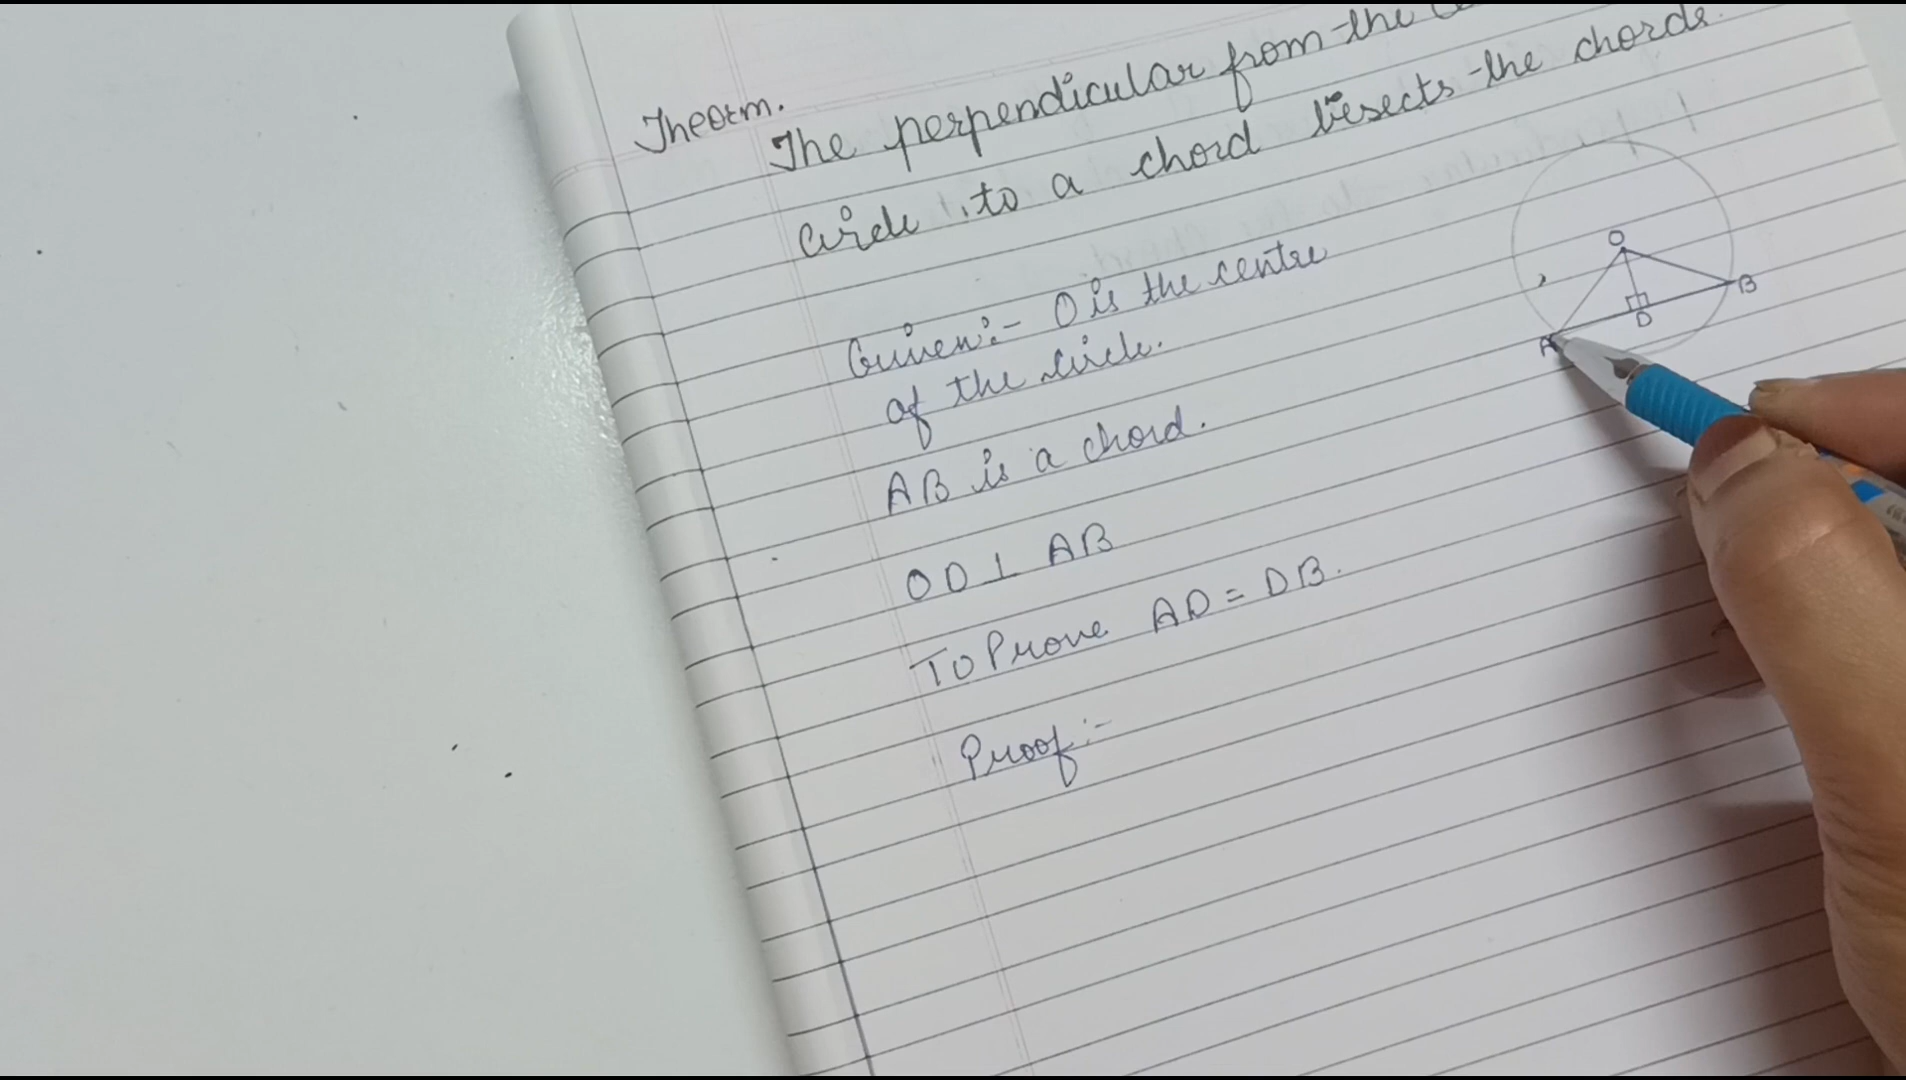 Theorm.
The perpendicular from the
circle to a chord bisects the chords.
Given:- O is the centre
of the circle.
AB is a chord.
OD ⊥ AB
To Prove AD = DB.
Proof:-
O
B
D
A